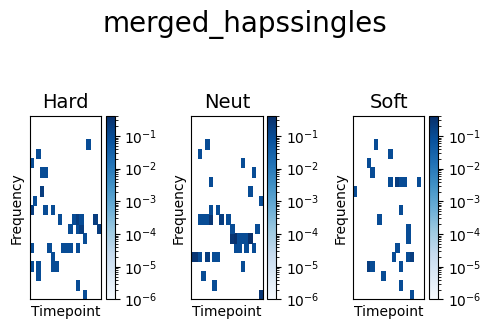 merged_hapssingles
Hard
Neut
Soft
Frequency
Timepoint
10⁻¹
10⁻²
10⁻³
10⁻⁴
10⁻⁵
10⁻⁶
Frequency
Timepoint
10⁻¹
10⁻²
10⁻³
10⁻⁴
10⁻⁵
10⁻⁶
Frequency
Timepoint
10⁻¹
10⁻²
10⁻³
10⁻⁴
10⁻⁵
10⁻⁶